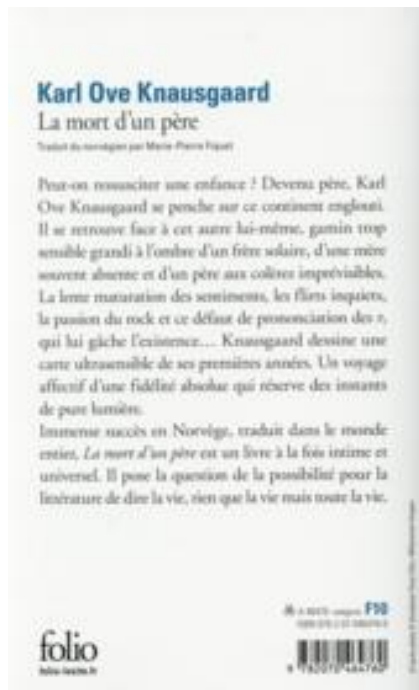 Karl Ove Knausgaard
La mort d'un père
Traduit du norvégien par Marie-Pierre Fiquet
Peut-on ressusciter une enfance ? Devenu père, Karl
Ove Knausgaard se penche sur ce continent englouti.
Il se retrouve face à cet autre lui-même, gamin trop
sensible grandi à l'ombre d'un frère solaire, d'une mère
souvent absente et d'un père aux colères imprévisibles.
La lente maturation des sentiments, les flirts inquiets,
la passion du rock et ce défaut de prononciation des r,
qui lui gâche l'existence... Knausgaard dessine une
carte ultrasensible de ses premières années. Un voyage
affectif d'une fidélité absolue qui réserve des instants
de pure lumière.
Immense succès en Norvège, traduit dans le monde
entier, La mort d'un père est un livre à la fois intime et
universel. Il pose la question de la possibilité pour la
littérature de dire la vie, rien que la vie mais toute la vie.
catégorie F10
folio
folio-lesite.fr